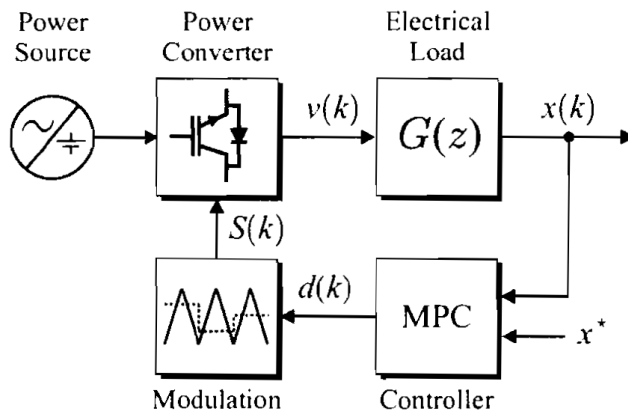 Power
Source
Power
Converter
Electrical
Load
v(k)
G(z)
x(k)
S(k)
d(k)
MPC
x*
Modulation
Controller